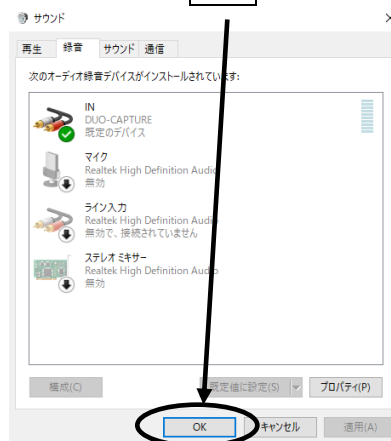 サウンド
再生 録音 サウンド 通信
次のオーディオ録音デバイスがインストールされています:
IN
DUO-CAPTURE
既定のデバイス
マイク
Realtek High Definition Audio
無効
ライン入力
Realtek High Definition Audio
無効で、接続されていません
ステレオ ミキサー
Realtek High Definition Audio
無効
構成(C) 既定値に設定(S) プロパティ(P)
OK キャンセル 適用(A)